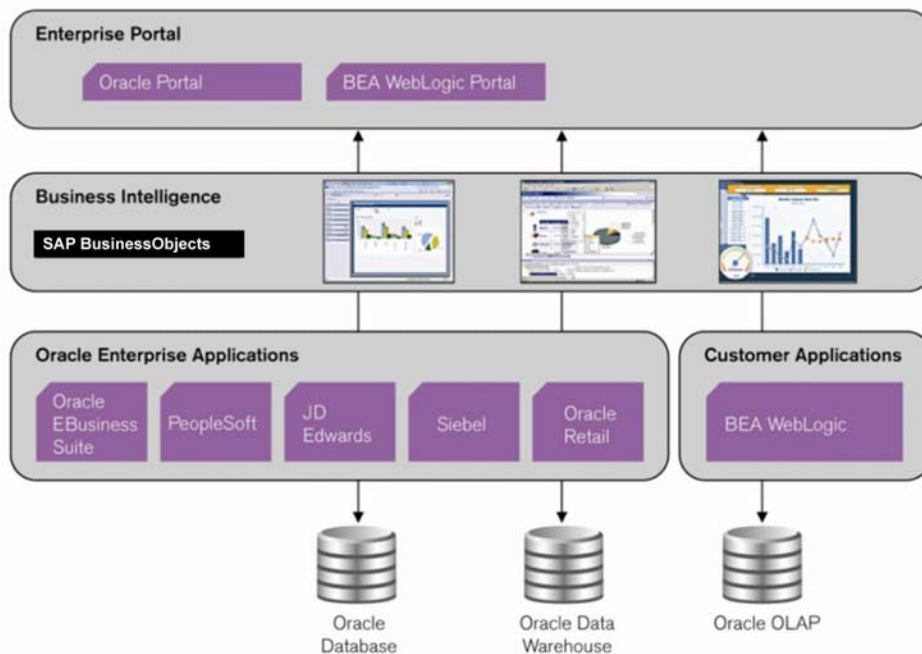 Enterprise Portal
Oracle Portal
BEA WebLogic Portal
Business Intelligence
SAP BusinessObjects
Oracle Enterprise Applications
Oracle
EBusiness
Suite
PeopleSoft
JD
Edwards
Siebel
Oracle
Retail
Customer Applications
BEA WebLogic
Oracle
Database
Oracle Data
Warehouse
Oracle OLAP